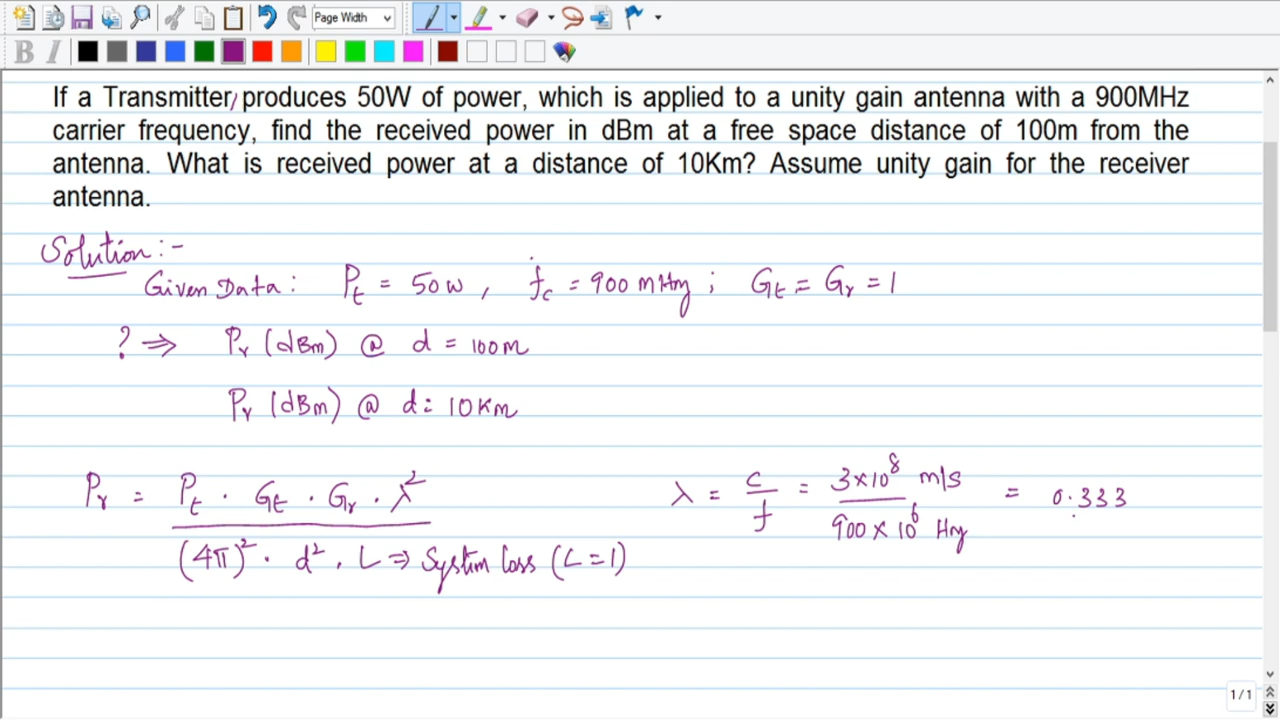 Page Width
B I
If a Transmitter/produces 50W of power, which is applied to a unity gain antenna with a 900MHz
carrier frequency, find the received power in dBm at a free space distance of 100m from the
antenna. What is received power at a distance of 10Km? Assume unity gain for the receiver
antenna.
Solution :-
Given Data : Pt = 50W , fc = 900 MHz ; Gt = Gr = 1
? ⇒ Pr (dBm) @ d = 100m
Pr (dBm) @ d = 10Km
Pr = Pt . Gt . Gr . λ² / (4π)² . d² . L ⇒ System loss (L=1)
λ = c / f = 3×10⁸ m/s / 900×10⁶ Hz = 0.333
1 / 1